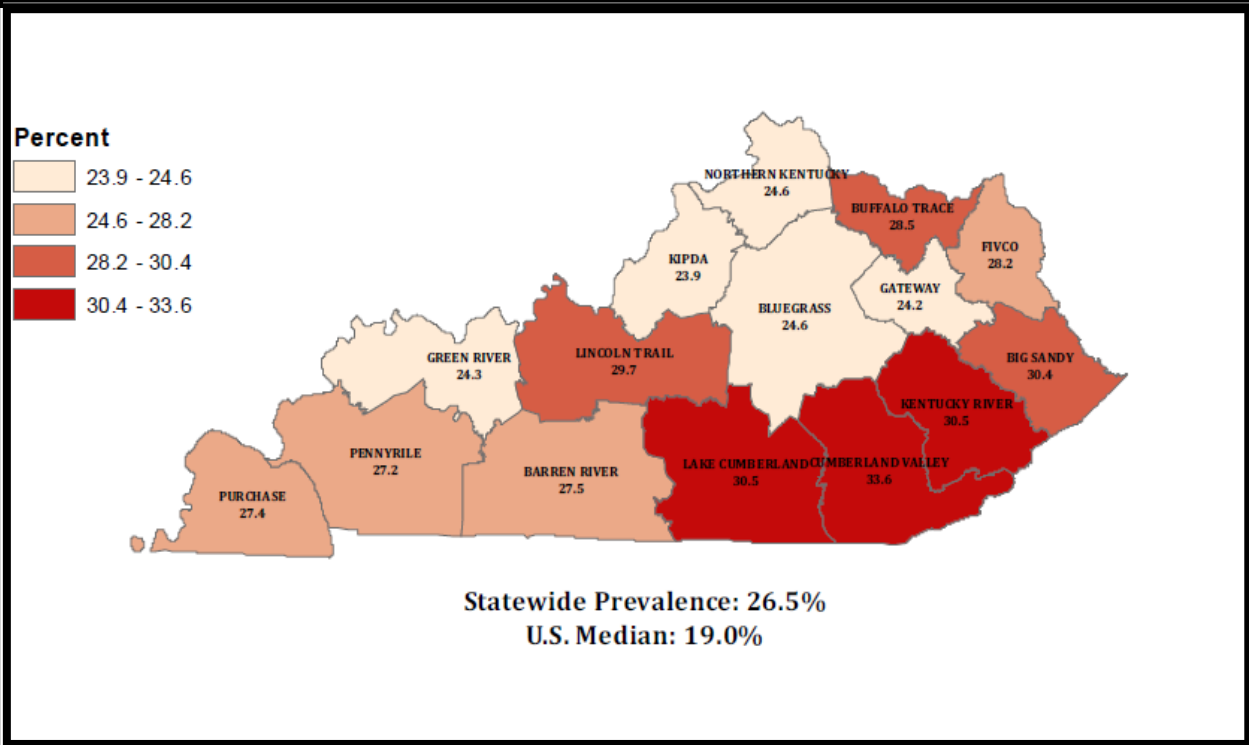 Percent
23.9 - 24.6
24.6 - 28.2
28.2 - 30.4
30.4 - 33.6
NORTHERN KENTUCKY
24.6
BUFFALO TRACE
28.5
FIVCO
28.2
KIPDA
23.9
GATEWAY
24.2
BLUEGRASS
24.6
GREEN RIVER
24.3
LINCOLN TRAIL
29.7
BIG SANDY
30.4
KENTUCKY RIVER
30.5
PENNYRILE
27.2
BARREN RIVER
27.5
LAKE CUMBERLAND
30.5
CUMBERLAND VALLEY
33.6
PURCHASE
27.4
Statewide Prevalence: 26.5%
U.S. Median: 19.0%